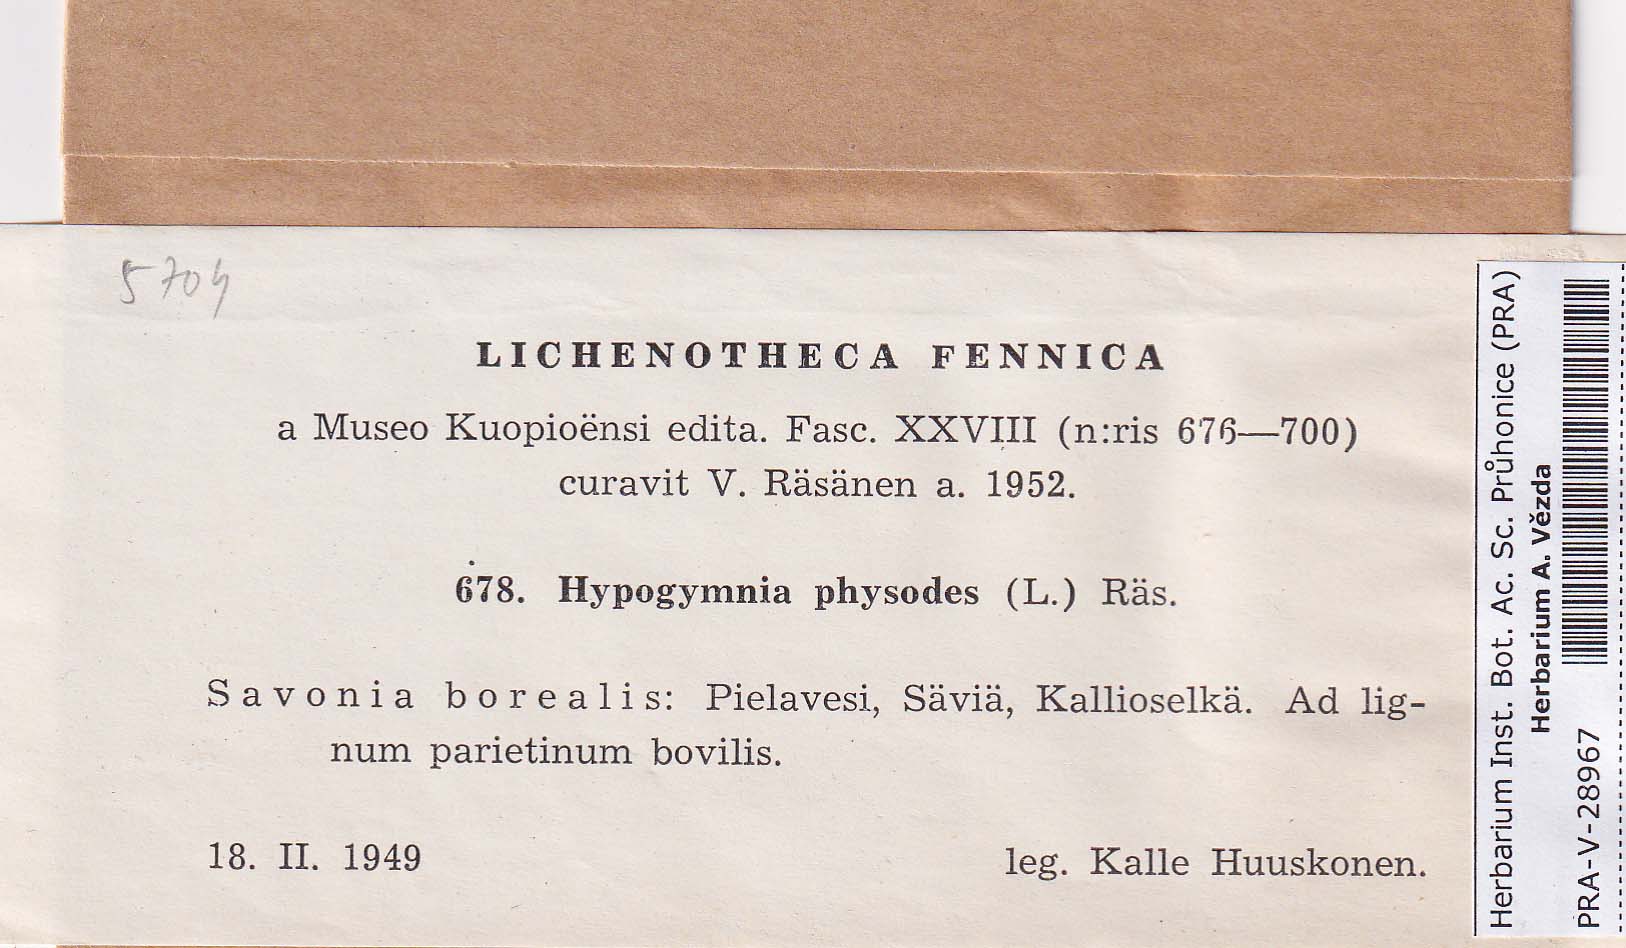 5704
LICHENOTHECA FENNICA
a Museo Kuopioënsi edita. Fasc. XXVIII (n:ris 676—700)
curavit V. Räsänen a. 1952.
678. Hypogymnia physodes (L.) Räs.
Savonia borealis: Pielavesi, Säviä, Kallioselkä. Ad lig-
num parietinum bovilis.
18. II. 1949 leg. Kalle Huuskonen.
Herbarium Inst. Bot. Ac. Sc. Průhonice (PRA)
Herbarium A. Vězda
PRA-V-28967